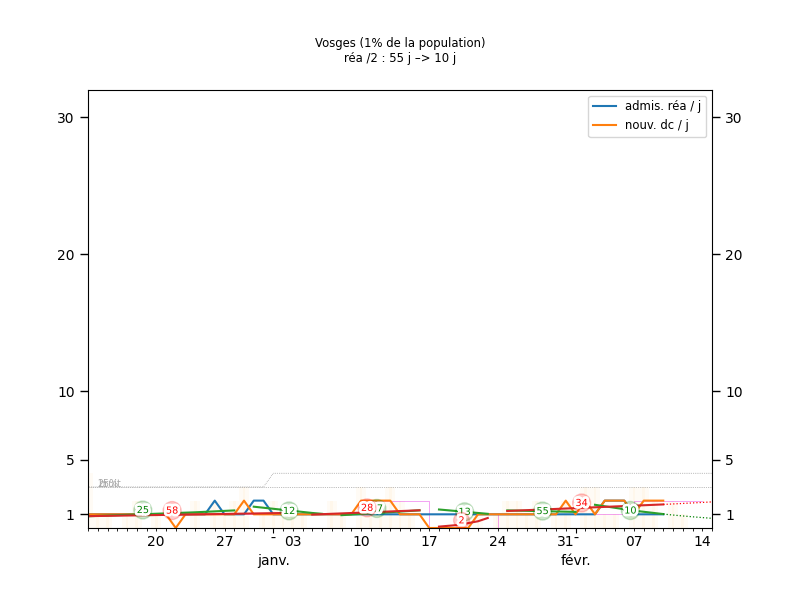 Vosges (1% de la population)
réa /2 : 55 j –> 10 j
admis. réa / j
nouv. dc / j
30 30
20 20
10 10
5 5
25 58 12 28 7 13 2 55 34 10
1 1
20 27 - 03 10 17 24 31- 07 14
janv. févr.